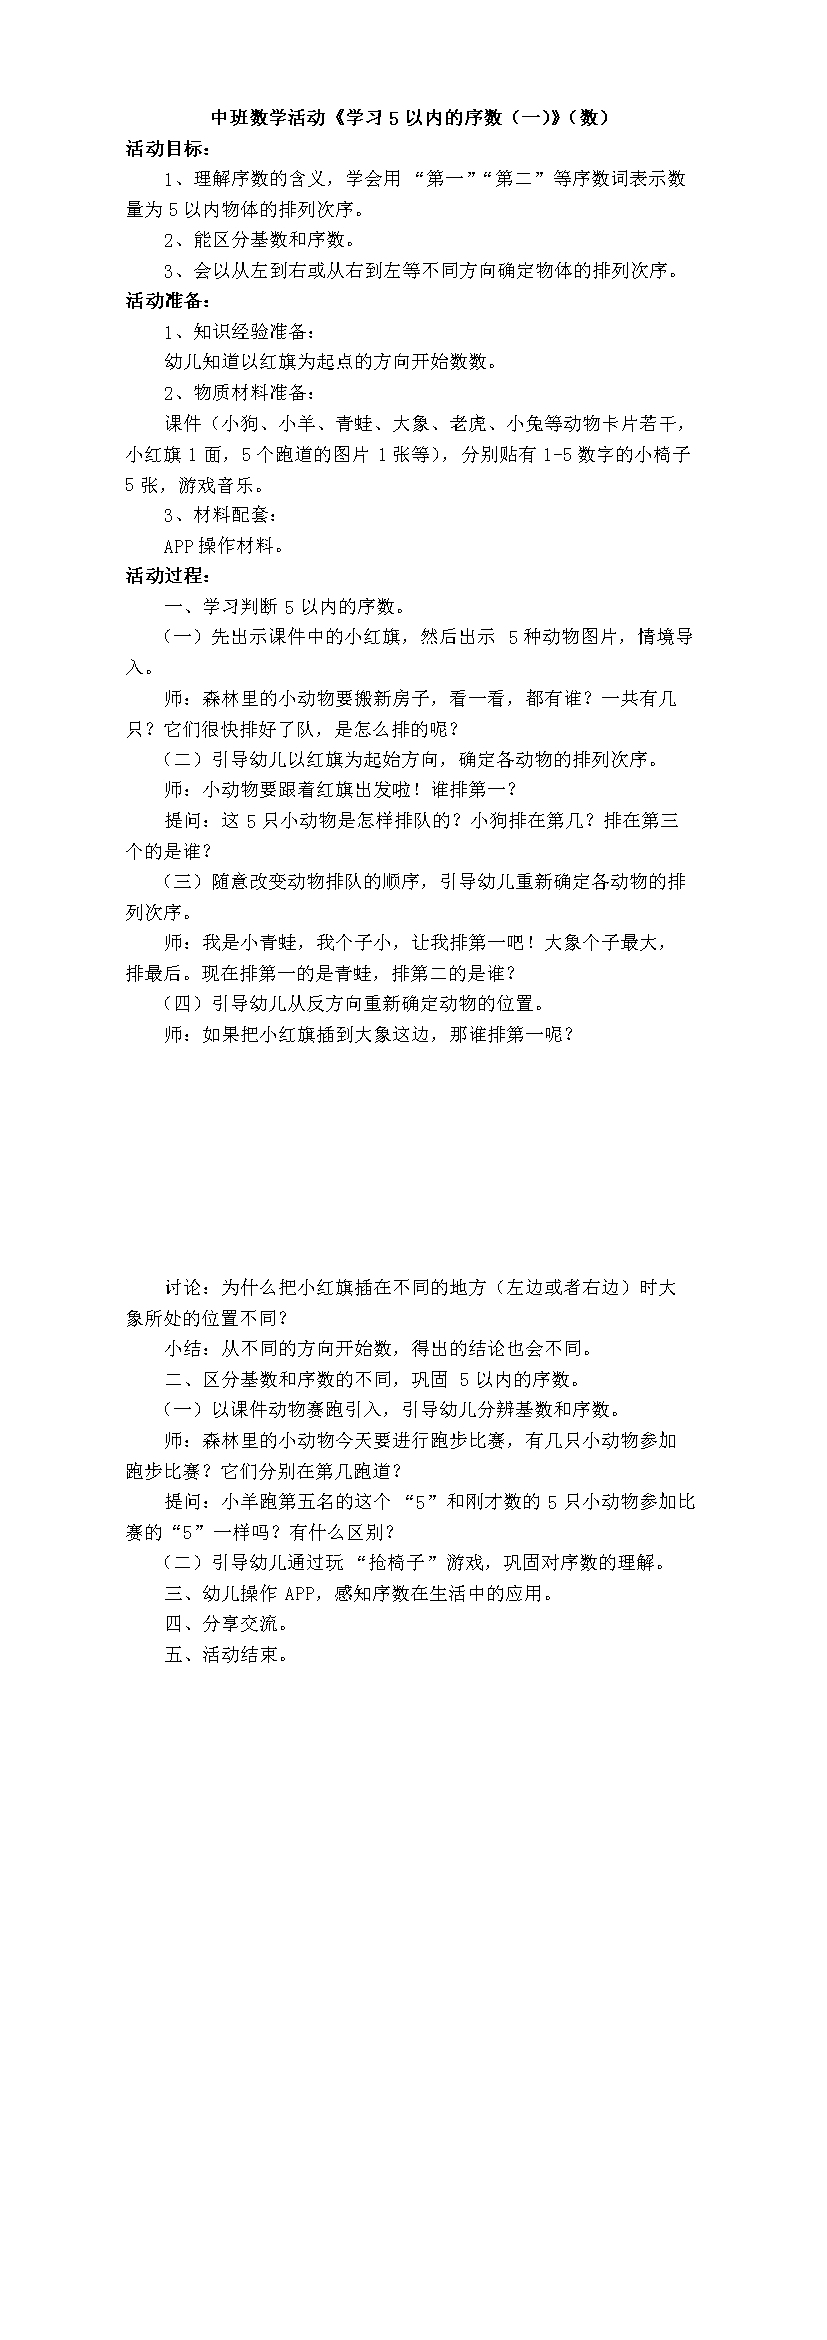 中班数学活动《学习5以内的序数（一）》（数）
活动目标：
1、理解序数的含义，学会用“第一”“第二”等序数词表示数
量为5以内物体的排列次序。
2、能区分基数和序数。
3、会以从左到右或从右到左等不同方向确定物体的排列次序。
活动准备：
1、知识经验准备：
幼儿知道以红旗为起点的方向开始数数。
2、物质材料准备：
课件（小狗、小羊、青蛙、大象、老虎、小兔等动物卡片若干，
小红旗1面，5个跑道的图片1张等），分别贴有1-5数字的小椅子
5张，游戏音乐。
3、材料配套：
APP操作材料。
活动过程：
一、学习判断5以内的序数。
（一）先出示课件中的小红旗，然后出示 5种动物图片，情境导
入。
师：森林里的小动物要搬新房子，看一看，都有谁？一共有几
只？它们很快排好了队，是怎么排的呢？
（二）引导幼儿以红旗为起始方向，确定各动物的排列次序。
师：小动物要跟着红旗出发啦！谁排第一？
提问：这5只小动物是怎样排队的？小狗排在第几？排在第三
个的是谁？
（三）随意改变动物排队的顺序，引导幼儿重新确定各动物的排
列次序。
师：我是小青蛙，我个子小，让我排第一吧！大象个子最大，
排最后。现在排第一的是青蛙，排第二的是谁？
（四）引导幼儿从反方向重新确定动物的位置。
师：如果把小红旗插到大象这边，那谁排第一呢？
讨论：为什么把小红旗插在不同的地方（左边或者右边）时大
象所处的位置不同？
小结：从不同的方向开始数，得出的结论也会不同。
二、区分基数和序数的不同，巩固 5以内的序数。
（一）以课件动物赛跑引入，引导幼儿分辨基数和序数。
师：森林里的小动物今天要进行跑步比赛，有几只小动物参加
跑步比赛？它们分别在第几跑道？
提问：小羊跑第五名的这个“5”和刚才数的5只小动物参加比
赛的“5”一样吗？有什么区别？
（二）引导幼儿通过玩“抢椅子”游戏，巩固对序数的理解。
三、幼儿操作APP，感知序数在生活中的应用。
四、分享交流。
五、活动结束。